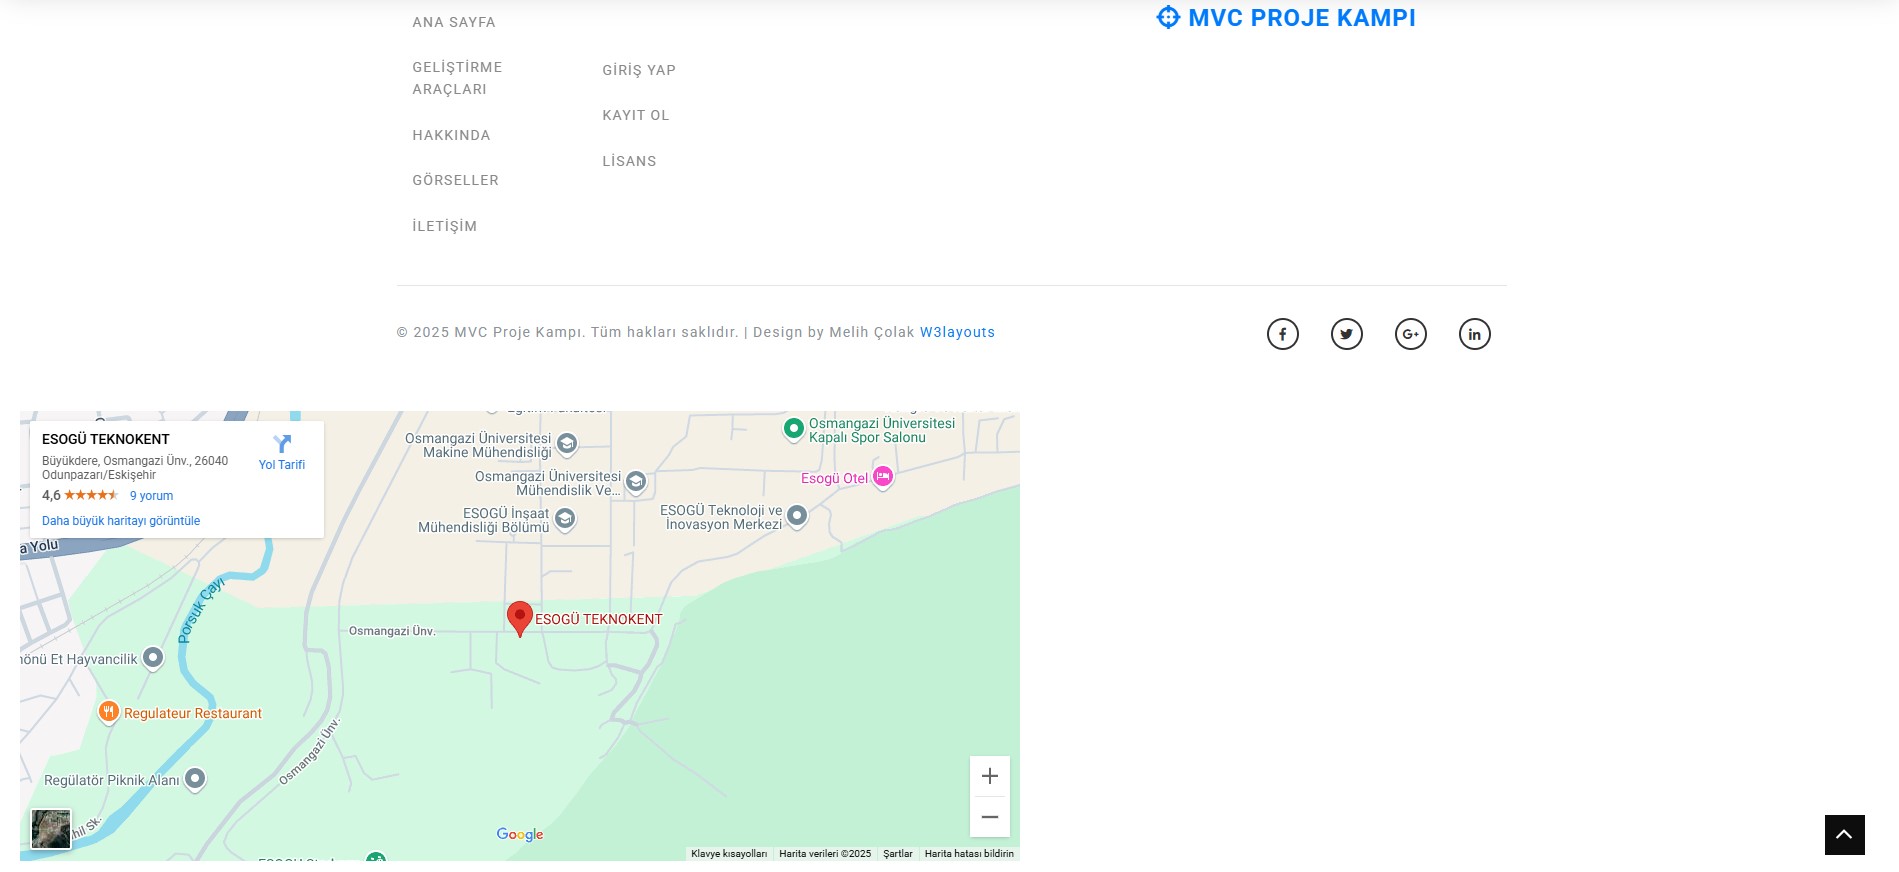 ANA SAYFA
GELİŞTİRME
ARAÇLARI
HAKKINDA
GÖRSELLER
İLETİŞİM
GİRİŞ YAP
KAYIT OL
LİSANS
MVC PROJE KAMPI
© 2025 MVC Proje Kampı. Tüm hakları saklıdır. | Design by Melih Çolak W3layouts
G+
in
ESOGÜ TEKNOKENT
Büyükdere, Osmangazi Ünv., 26040
Odunpazarı/Eskişehir
4,6
9 yorum
Daha büyük haritayı görüntüle
Yol Tarifi
Osmangazi Üniversitesi
Makine Mühendisliği
Osmangazi Üniversitesi
Mühendislik Ve...
ESOGÜ İnşaat
Mühendisliği Bölümü
Osmangazi Üniversitesi
Kapalı Spor Salonu
Esogü Otel
ESOGÜ Teknoloji ve
İnovasyon Merkezi
a Yolu
Porsuk Çayı
ESOGÜ TEKNOKENT
Osmangazi Ünv.
önü Et Hayvancilik
Regulateur Restaurant
Osmangazi Ünv.
Regülatör Piknik Alanı
hil Sk.
Google
Klavye kısayolları
Harita verileri ©2025
Şartlar
Harita hatası bildirin